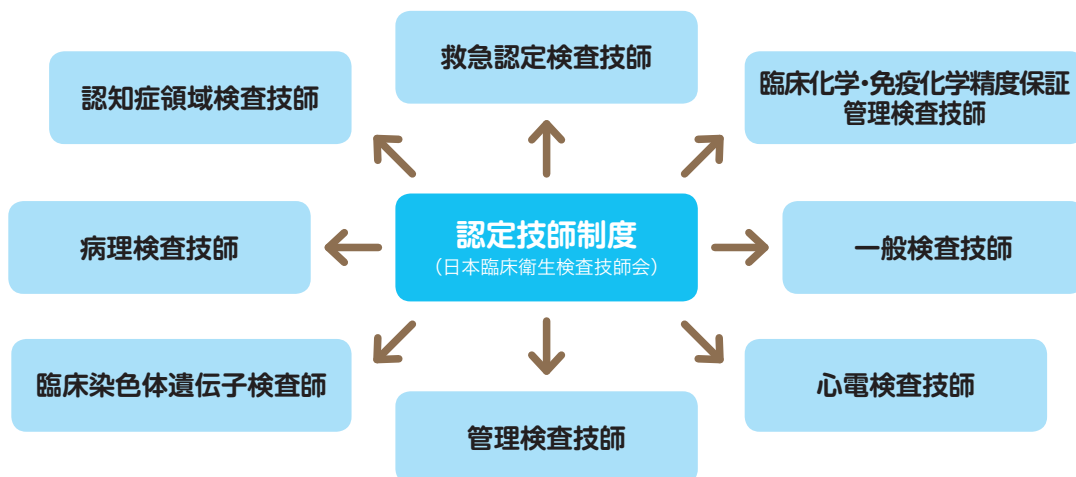 救急認定検査技師
認知症領域検査技師
臨床化学・免疫化学精度保証
管理検査技師
認定技師制度
（日本臨床衛生検査技師会）
病理検査技師
一般検査技師
臨床染色体遺伝子検査師
心電検査技師
管理検査技師